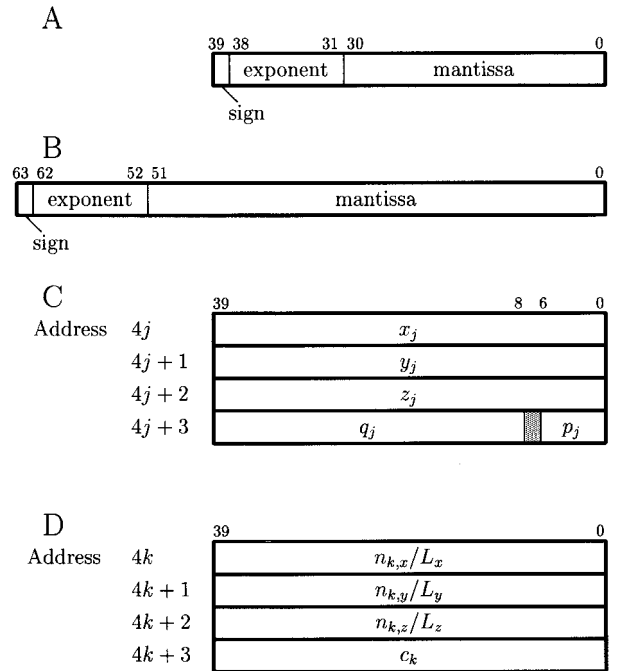 A
39 38 31 30 0
exponent mantissa
sign
B
63 62 52 51 0
exponent mantissa
sign
C
39 8 6 0
Address 4j x_j
4j + 1 y_j
4j + 2 z_j
4j + 3 q_j p_j
D
39 0
Address 4k n_{k,x}/L_x
4k + 1 n_{k,y}/L_y
4k + 2 n_{k,z}/L_z
4k + 3 c_k